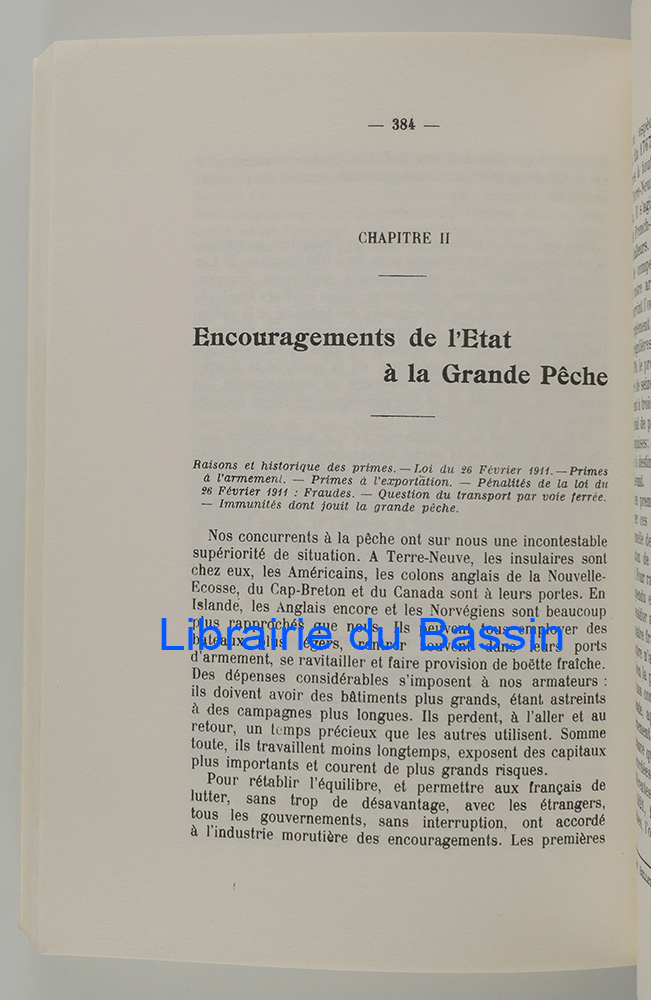 — 384 —
CHAPITRE II
Encouragements de l'Etat
à la Grande Pêche
Raisons et historique des primes. — Loi du 26 Février 1911. — Primes
à l'armement. — Primes à l'exportation. — Pénalités de la loi du
26 Février 1911 : Fraudes. — Question du transport par voie ferrée.
— Immunités dont jouit la grande pêche.
Nos concurrents à la pêche ont sur nous une incontestable
supériorité de situation. A Terre-Neuve, les insulaires sont
chez eux, les Américains, les colons anglais de la Nouvelle-
Ecosse, du Cap-Breton et du Canada sont à leurs portes. En
Islande, les Anglais encore et les Norvégiens sont beaucoup
plus rapprochés que nous. Ils peuvent tous employer des
Librairie du Bassin
bateaux plus légers, rentrer souvent dans leurs ports
d'armement, se ravitailler et faire provision de boëtte fraîche.
Des dépenses considérables s'imposent à nos armateurs :
ils doivent avoir des bâtiments plus grands, étant astreints
à des campagnes plus longues. Ils perdent, à l'aller et au
retour, un temps précieux que les autres utilisent. Somme
toute, ils travaillent moins longtemps, exposent des capitaux
plus importants et courent de plus grands risques.
Pour rétablir l'équilibre, et permettre aux français de
lutter, sans trop de désavantage, avec les étrangers,
tous les gouvernements, sans interruption, ont accordé
à l'industrie morutière des encouragements. Les premières